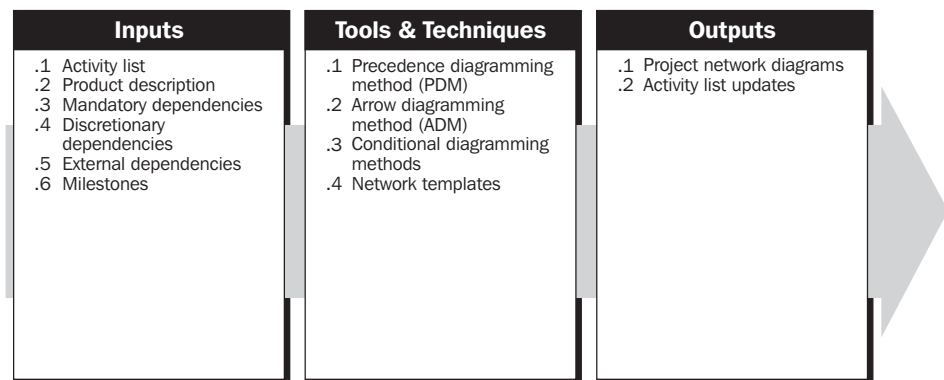 Inputs
.1 Activity list
.2 Product description
.3 Mandatory dependencies
.4 Discretionary
dependencies
.5 External dependencies
.6 Milestones
Tools & Techniques
.1 Precedence diagramming
method (PDM)
.2 Arrow diagramming
method (ADM)
.3 Conditional diagramming
methods
.4 Network templates
Outputs
.1 Project network diagrams
.2 Activity list updates